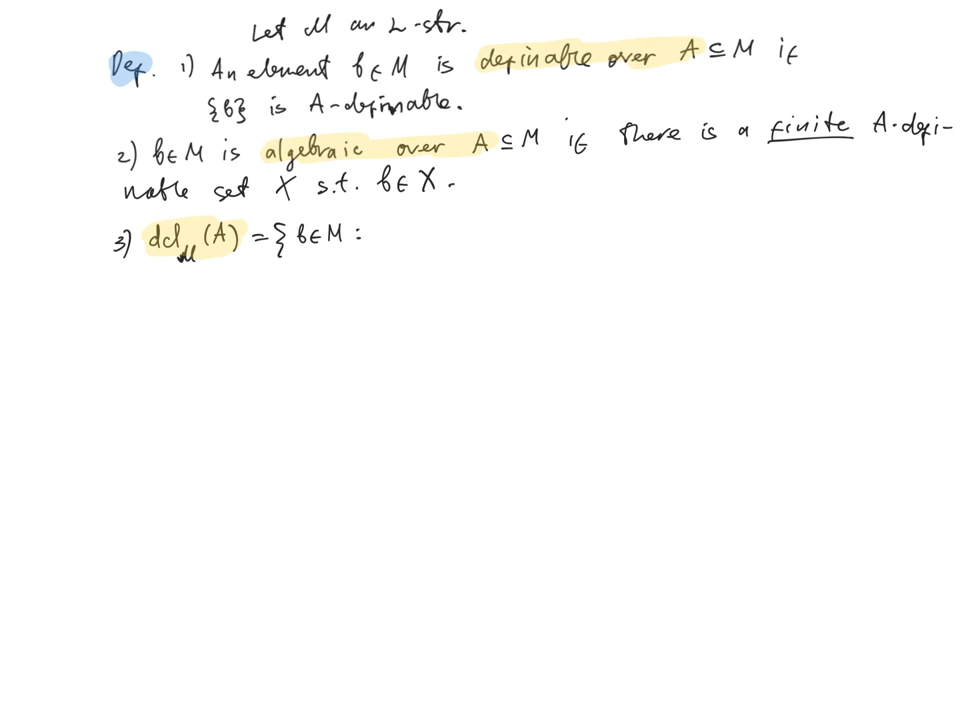 Let M an L-str.
Def. 1) An element b ∈ M is definable over A ⊆ M if
{b} is A-definable.
2) b ∈ M is algebraic over A ⊆ M if there is a finite A-defi-
nable set X s.t. b ∈ X.
3) dcl_M (A) = { b ∈ M :